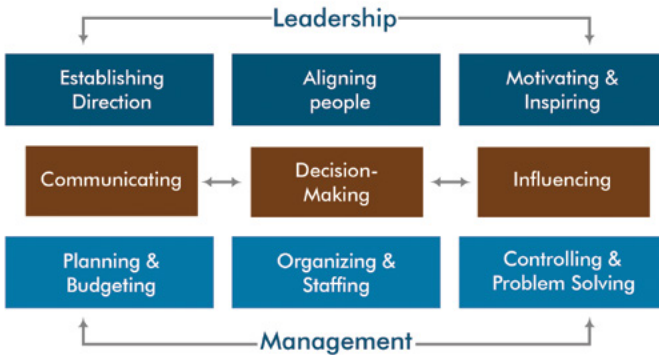 Leadership
Establishing
Direction
Aligning
people
Motivating &
Inspiring
Communicating
Decision-
Making
Influencing
Planning &
Budgeting
Organizing &
Staffing
Controlling &
Problem Solving
Management